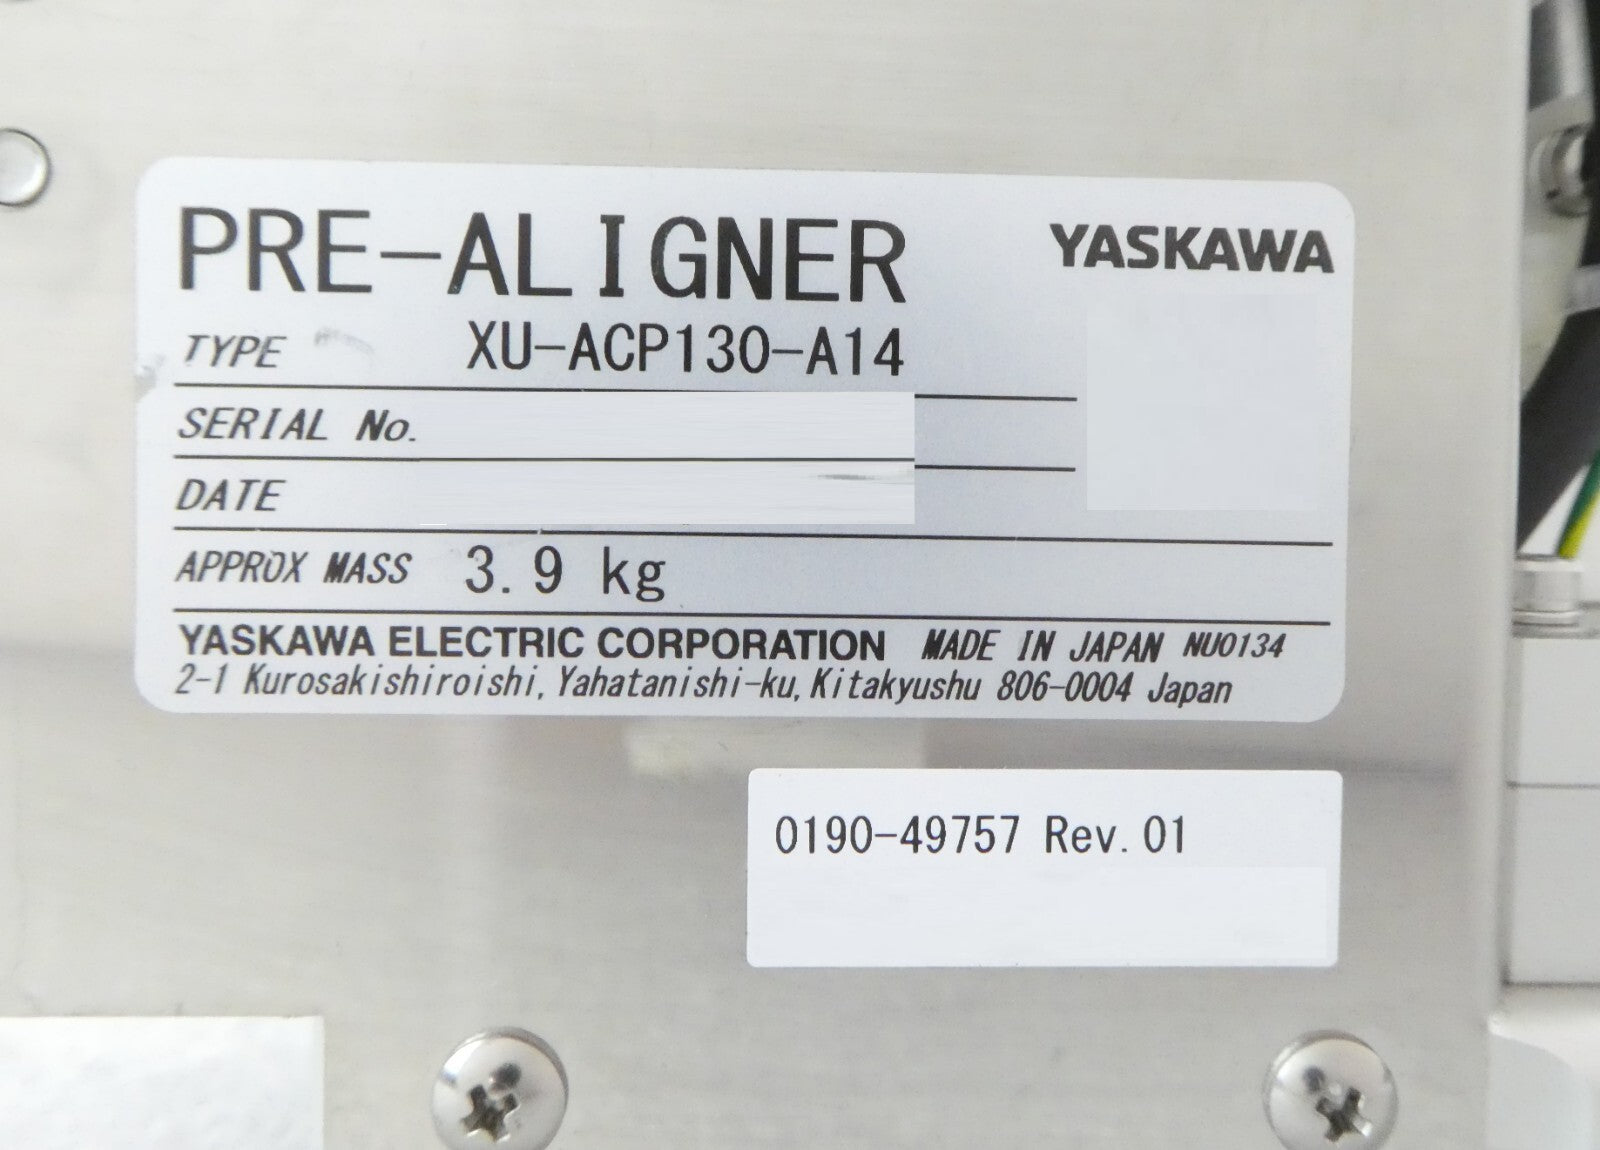 PRE-ALIGNER YASKAWA
TYPE XU-ACP130-A14
SERIAL No.
DATE
APPROX MASS 3.9 kg
YASKAWA ELECTRIC CORPORATION MADE IN JAPAN NU0134
2-1 Kurosakishiroishi, Yahatanishi-ku, Kitakyushu 806-0004 Japan
0190-49757 Rev. 01